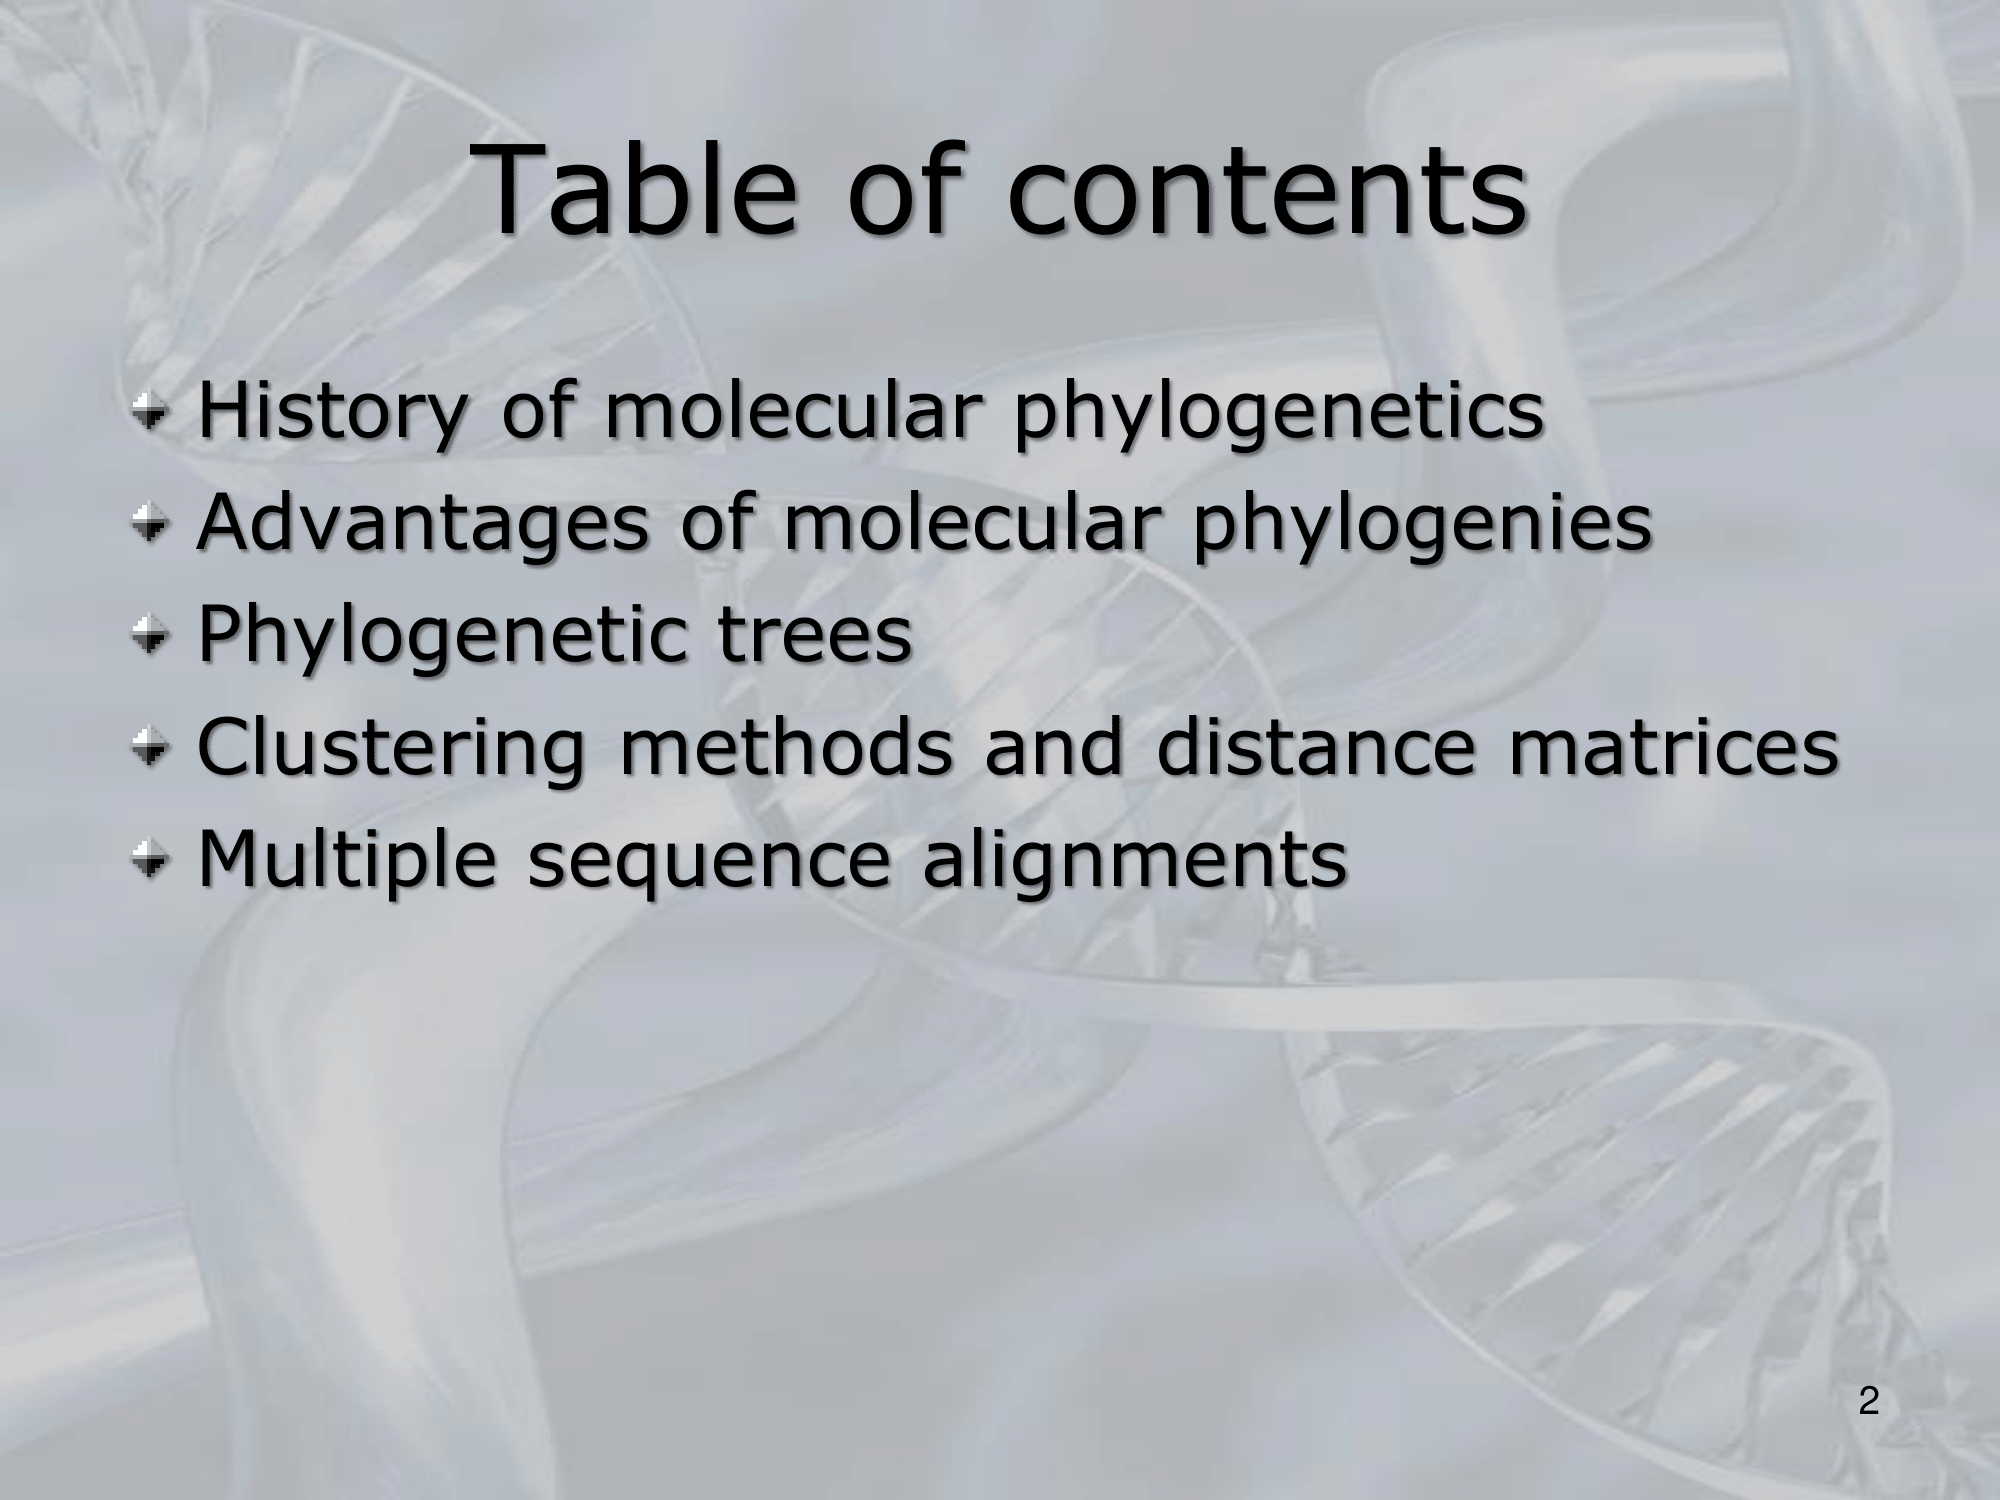 Table of contents
History of molecular phylogenetics
Advantages of molecular phylogenies
Phylogenetic trees
Clustering methods and distance matrices
Multiple sequence alignments
2